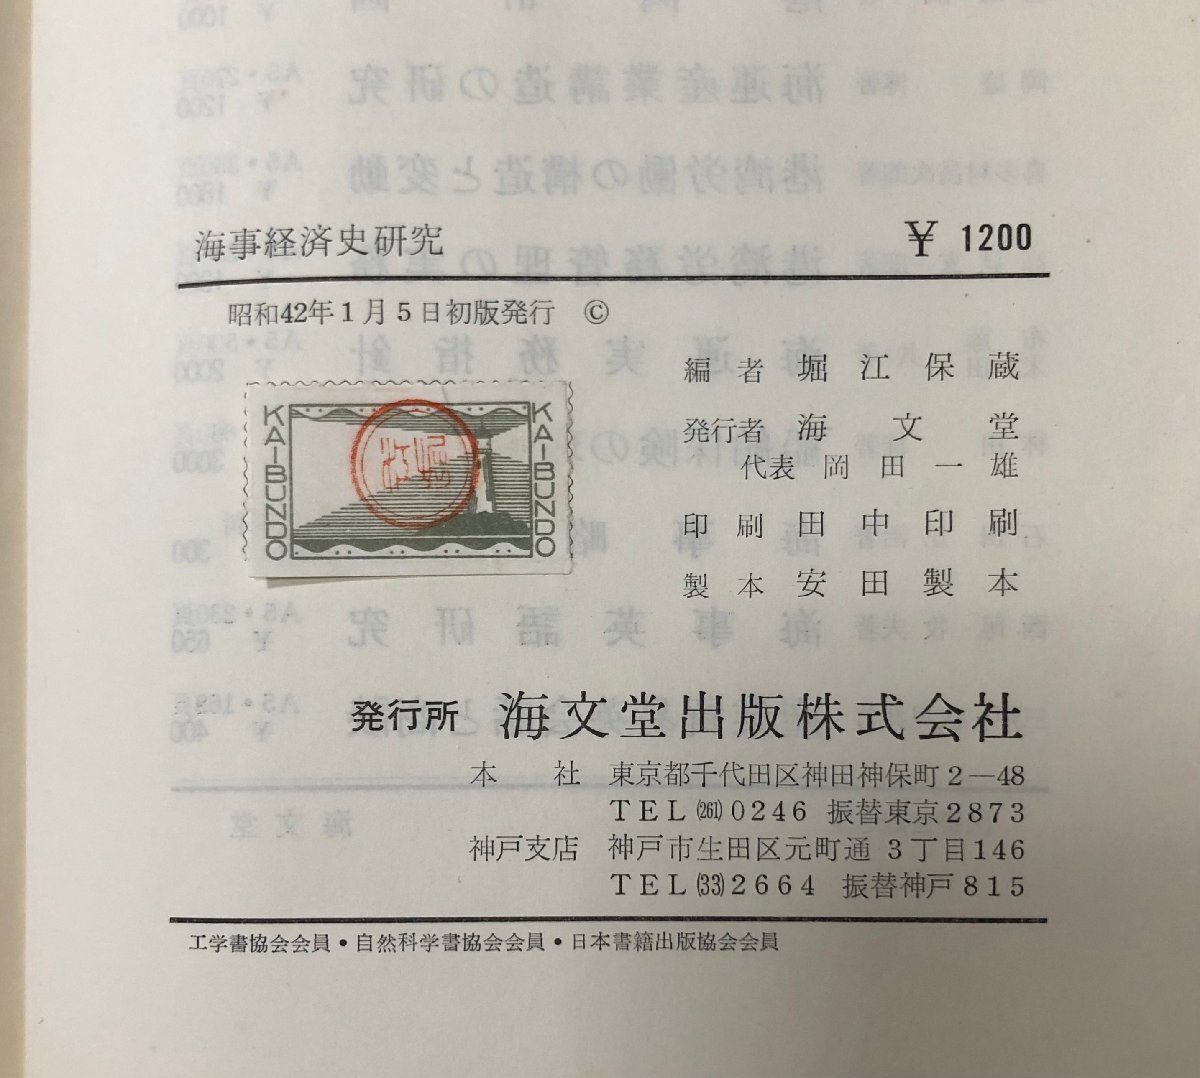 海事経済史研究 ￥ 1200
昭和42年1月5日初版発行 ©
編者 堀江保蔵
発行者 海文堂
代表 岡田一雄
印刷 田中印刷
製本 安田製本
KAIBUNDO
KAIBUNDO
発行所 海文堂出版株式会社
本社 東京都千代田区神田神保町2―48
TEL(261)0246 振替東京2873
神戸支店 神戸市生田区元町通3丁目146
TEL(33)2664 振替神戸815
工学書協会会員・自然科学書協会会員・日本書籍出版協会会員